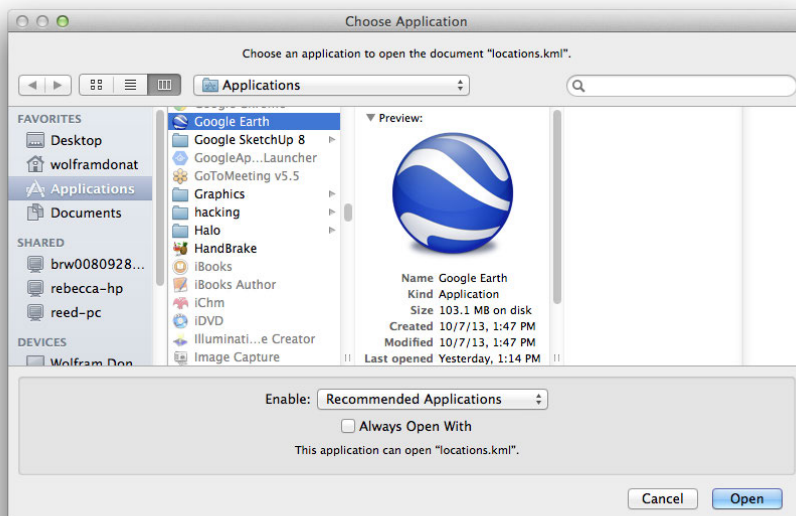 Choose Application
Choose an application to open the document "locations.kml".
Applications
FAVORITES
Desktop
wolframdonat
Applications
Documents
SHARED
brw0080928...
rebecca-hp
reed-pc
DEVICES
Wolfram Don
Google Chrome
Google Earth
Google SketchUp 8
GoogleAp...Launcher
GoToMeeting v5.5
Graphics
hacking
Halo
HandBrake
iBooks
iBooks Author
iChm
iDVD
Illuminati...e Creator
Image Capture
Preview:
Name Google Earth
Kind Application
Size 103.1 MB on disk
Created 10/7/13, 1:47 PM
Modified 10/7/13, 1:47 PM
Last opened Yesterday, 1:14 PM
Enable: Recommended Applications
Always Open With
This application can open "locations.kml".
Cancel Open